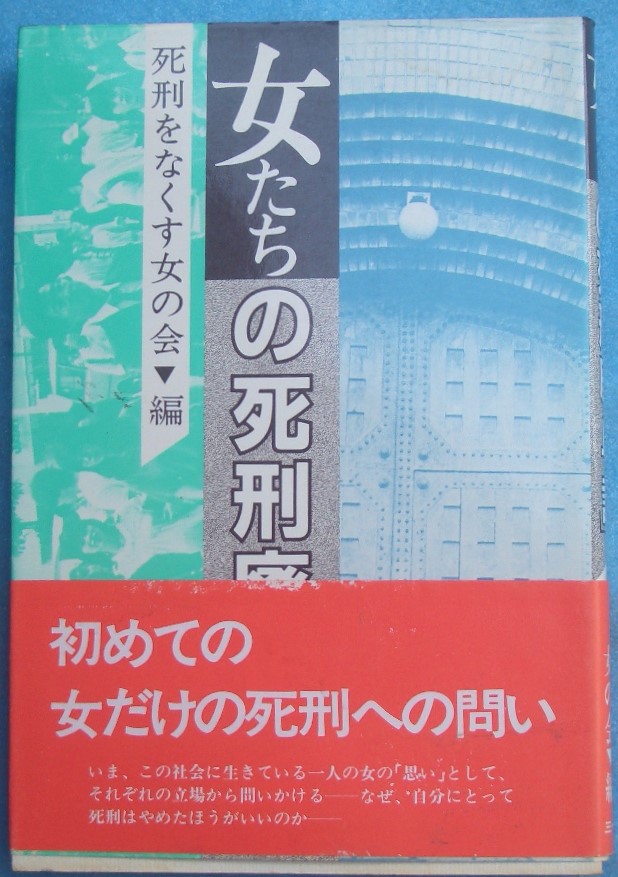 女たちの死刑
死刑をなくす女の会▼編
初めての
女だけの死刑への問い
いま、この社会に生きている一人の女の「思い」として、
それぞれの立場から問いかける──なぜ、自分にとって
死刑はやめたほうがいいのか──
女の会▼編